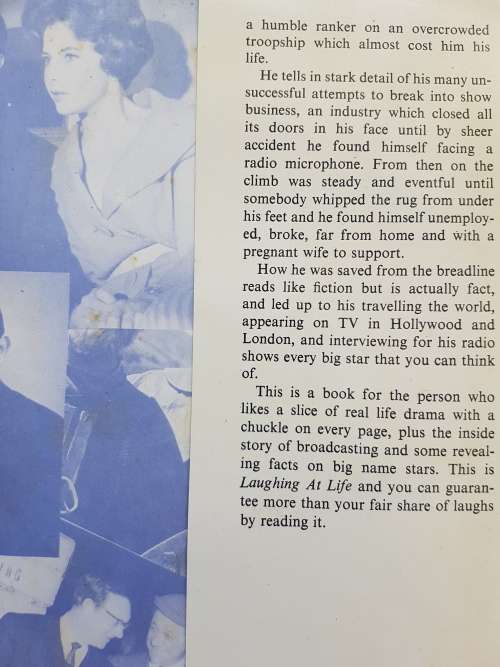 a humble ranker on an overcrowded
troopship which almost cost him his
life.
He tells in stark detail of his many un-
successful attempts to break into show
business, an industry which closed all
its doors in his face until by sheer
accident he found himself facing a
radio microphone. From then on the
climb was steady and eventful until
somebody whipped the rug from under
his feet and he found himself unemploy-
ed, broke, far from home and with a
pregnant wife to support.
How he was saved from the breadline
reads like fiction but is actually fact,
and led up to his travelling the world,
appearing on TV in Hollywood and
London, and interviewing for his radio
shows every big star that you can think
of.
This is a book for the person who
likes a slice of real life drama with a
chuckle on every page, plus the inside
story of broadcasting and some reveal-
ing facts on big name stars. This is
Laughing At Life and you can guaran-
tee more than your fair share of laughs
by reading it.